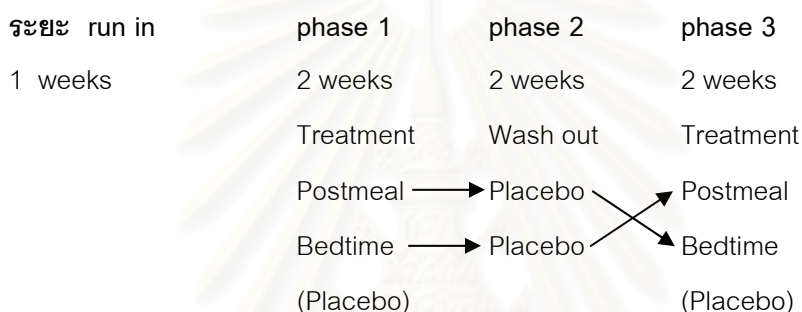 ระยะ run in phase 1 phase 2 phase 3
1 weeks 2 weeks 2 weeks 2 weeks
Treatment Wash out Treatment
Postmeal Placebo Postmeal
Bedtime Placebo Bedtime
(Placebo) (Placebo)